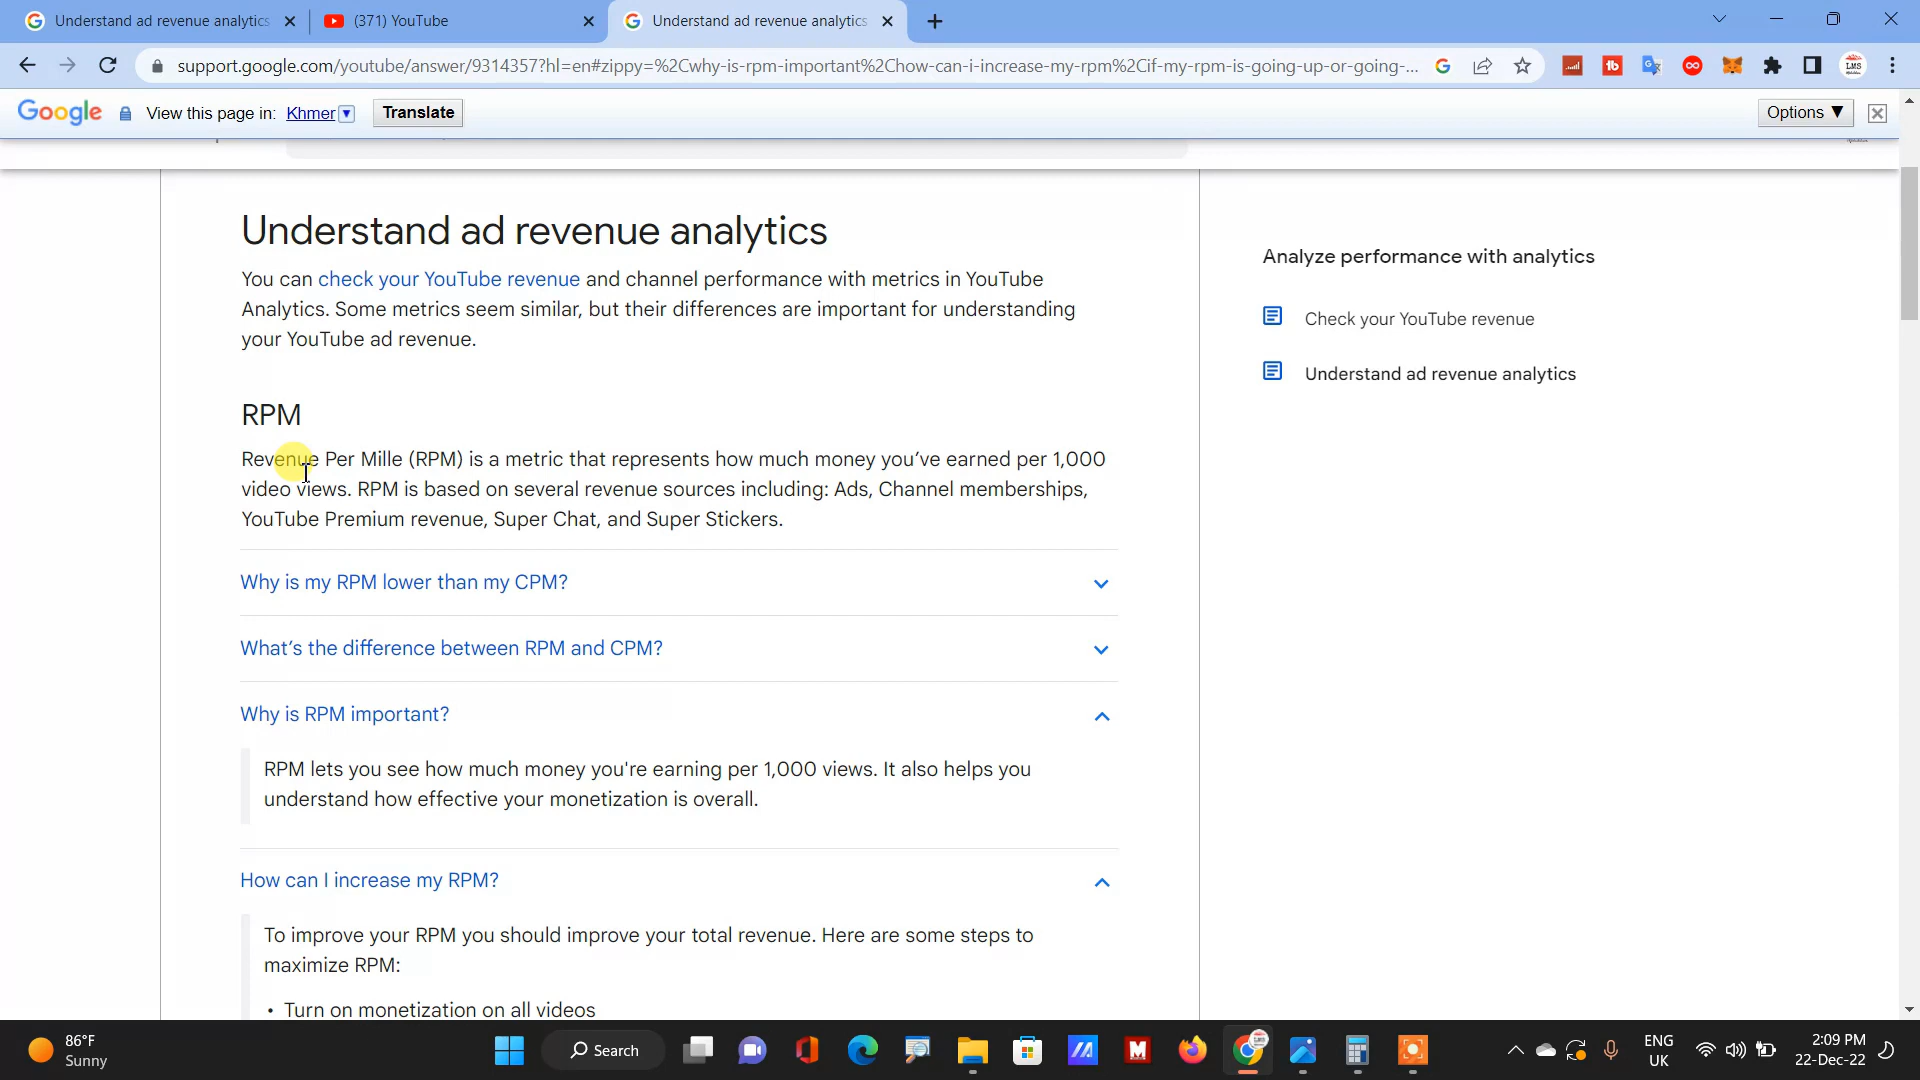 Understand ad revenue analytics
(371) YouTube
Understand ad revenue analytics
support.google.com/youtube/answer/9314357?hl=en#zippy=%2Cwhy-is-rpm-important%2Chow-can-i-increase-my-rpm%2Cif-my-rpm-is-going-up-or-going-...
Google View this page in: Khmer Translate Options ▼
Understand ad revenue analytics
You can check your YouTube revenue and channel performance with metrics in YouTube
Analytics. Some metrics seem similar, but their differences are important for understanding
your YouTube ad revenue.
RPM
Revenue Per Mille (RPM) is a metric that represents how much money you've earned per 1,000
video views. RPM is based on several revenue sources including: Ads, Channel memberships,
YouTube Premium revenue, Super Chat, and Super Stickers.
Why is my RPM lower than my CPM?
What's the difference between RPM and CPM?
Why is RPM important?
RPM lets you see how much money you're earning per 1,000 views. It also helps you
understand how effective your monetization is overall.
How can I increase my RPM?
To improve your RPM you should improve your total revenue. Here are some steps to
maximize RPM:
• Turn on monetization on all videos
Analyze performance with analytics
Check your YouTube revenue
Understand ad revenue analytics
86°F
Sunny
Search
ENG
UK
2:09 PM
22-Dec-22